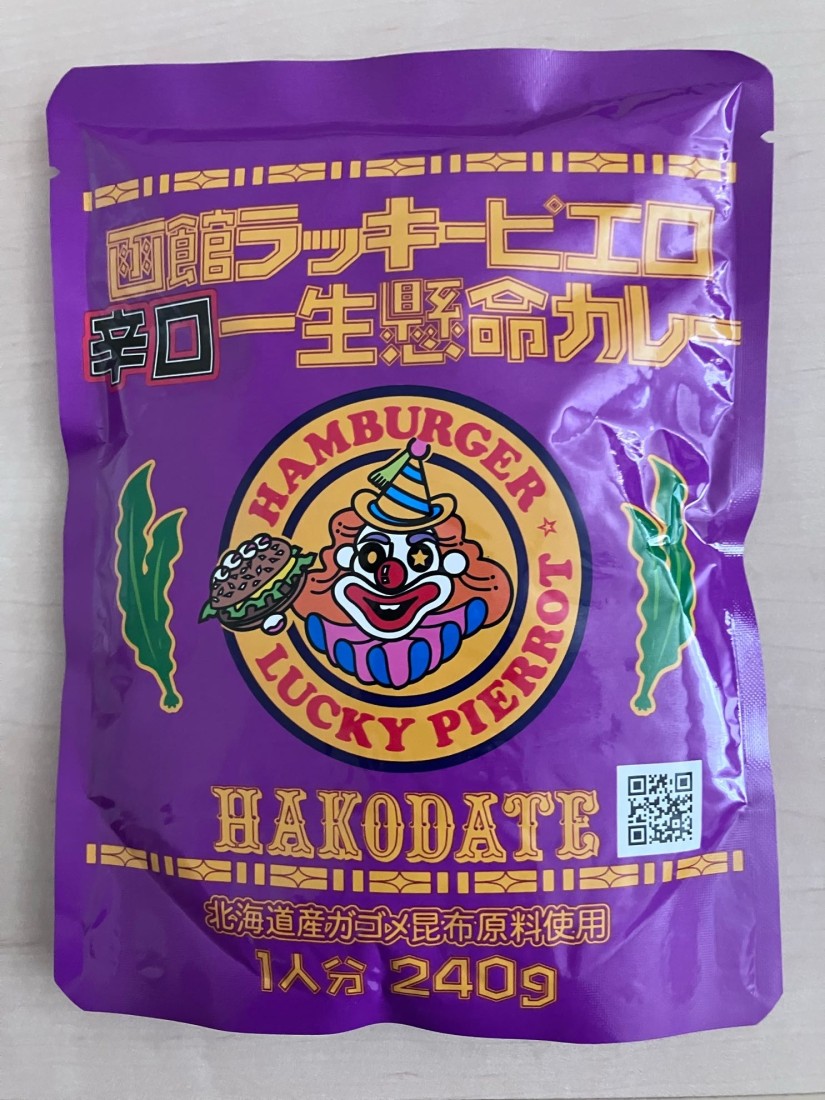 函館ラッキーピエロ
辛口一生懸命カレー
HAMBURGER
LUCKY PIERROT
HAKODATE
北海道産ガゴメ昆布原料使用
1人分 240g